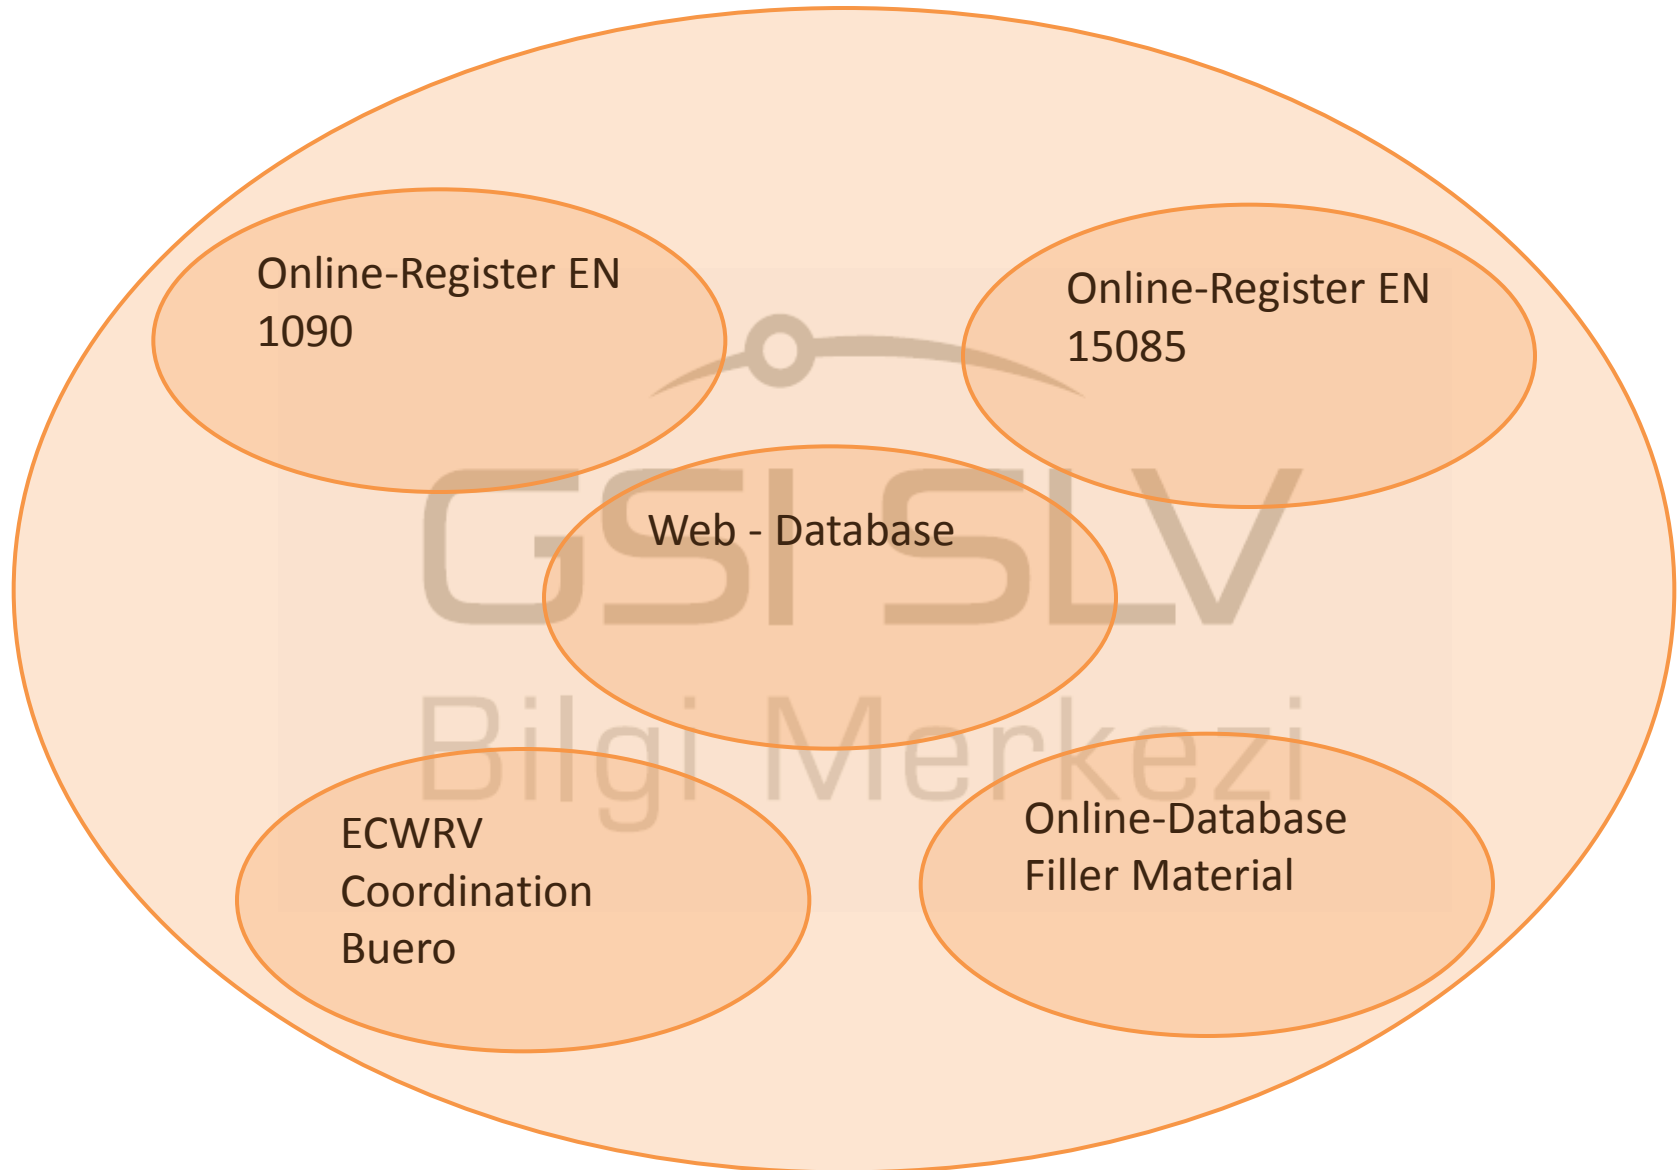 Online-Register EN
1090
Online-Register EN
15085
Web - Database
GSI SLV
Bilgi Merkezi
ECWRV
Coordination
Buero
Online-Database
Filler Material